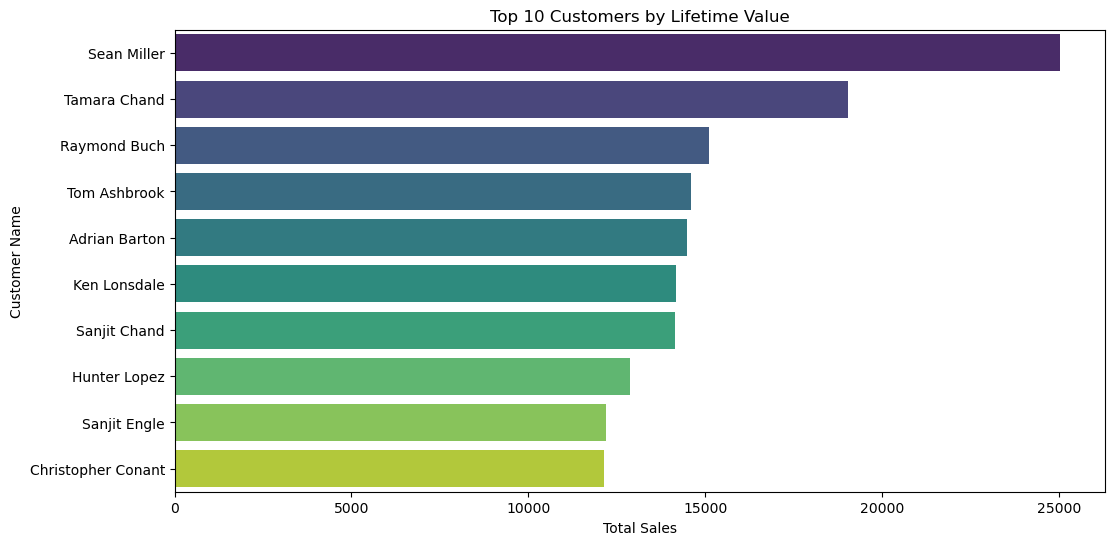 Top 10 Customers by Lifetime Value
Customer Name
Sean Miller
Tamara Chand
Raymond Buch
Tom Ashbrook
Adrian Barton
Ken Lonsdale
Sanjit Chand
Hunter Lopez
Sanjit Engle
Christopher Conant
0 5000 10000 15000 20000 25000
Total Sales